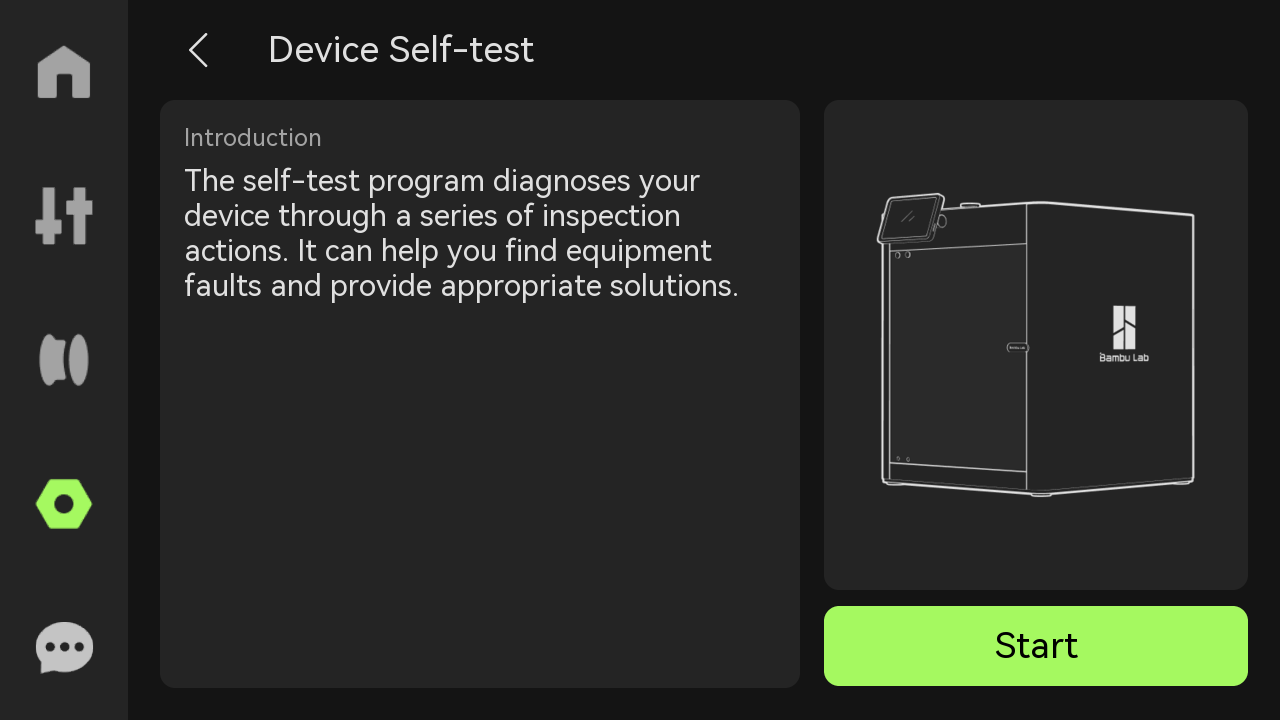 Device Self-test
Introduction
The self-test program diagnoses your
device through a series of inspection
actions. It can help you find equipment
faults and provide appropriate solutions.
Bambu Lab
Start